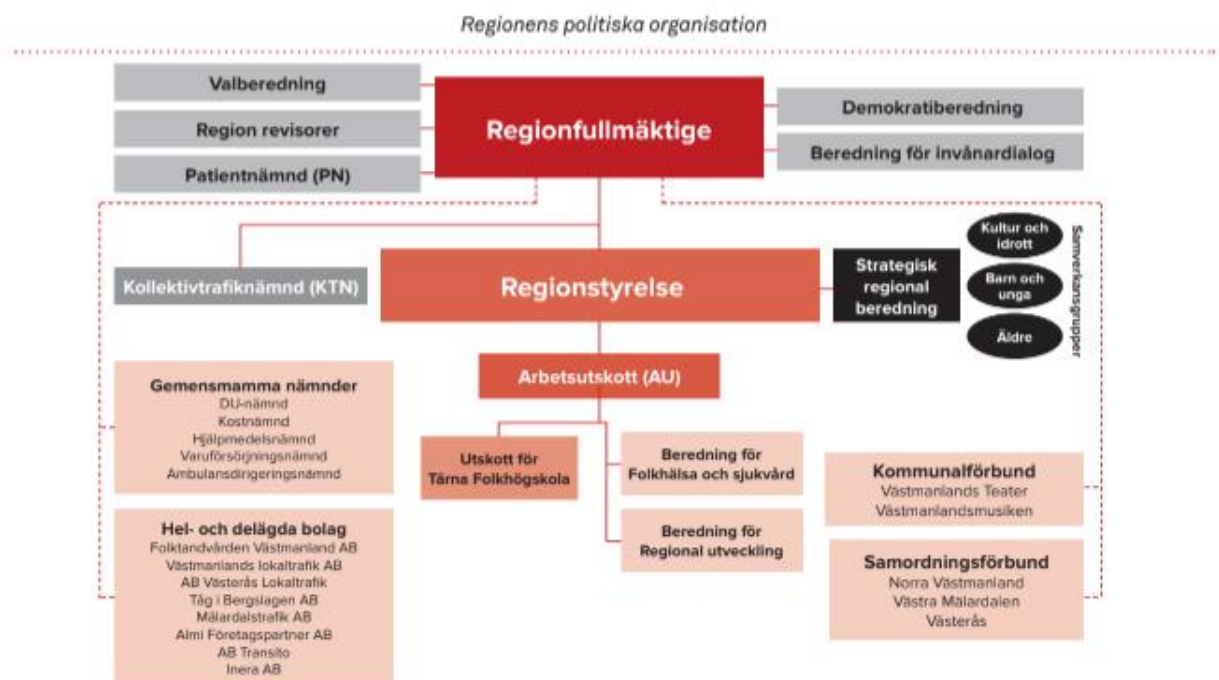 Regionens politiska organisation
Valberedning
Region revisorer
Patientnämnd (PN)
Regionfullmäktige
Demokratiberedning
Beredning för invånardialog
Kollektivtrafiknämnd (KTN)
Regionstyrelse
Strategisk
regional
beredning
Kultur och
idrott
Barn och
unga
Äldre
Samverksansgrupper
Arbetsutskott (AU)
Gemensmamma nämnder
DU-nämnd
Kostnämnd
Hjälpmedelsnämnd
Varuförsörjningsnämnd
Ambulansdirigeringsnämnd
Utskott för
Tärna Folkhögskola
Beredning för
Folkhälsa och sjukvård
Beredning för
Regional utveckling
Kommunalförbund
Västmanlands Teater
Västmanlandsmusiken
Hel- och delägda bolag
Folktandvården Västmanland AB
Västmanlands lokaltrafik AB
AB Västerås Lokaltrafik
Tåg i Bergslagen AB
Mälardalstrafik AB
Almi Företagspartner AB
AB Transito
Inera AB
Samordningsförbund
Norra Västmanland
Västra Mälardalen
Västerås